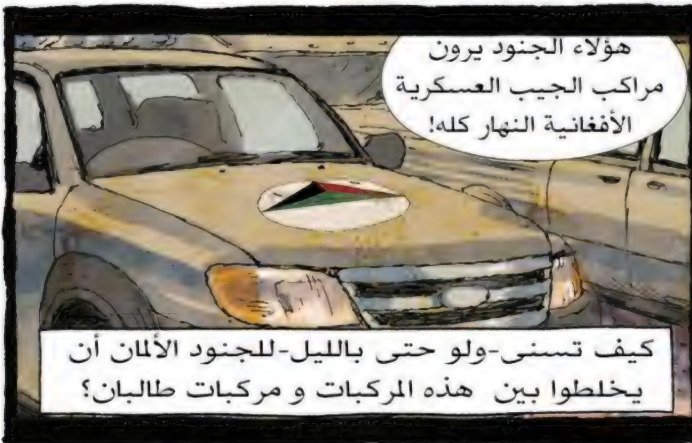 هؤلاء الجنود يرون
مراكب الجيب العسكرية
الأفغانية النهار كله!
كيف تسنى-ولو حتى بالليل-للجنود الألمان أن
يخلطوا بين هذه المركبات و مركبات طالبان؟